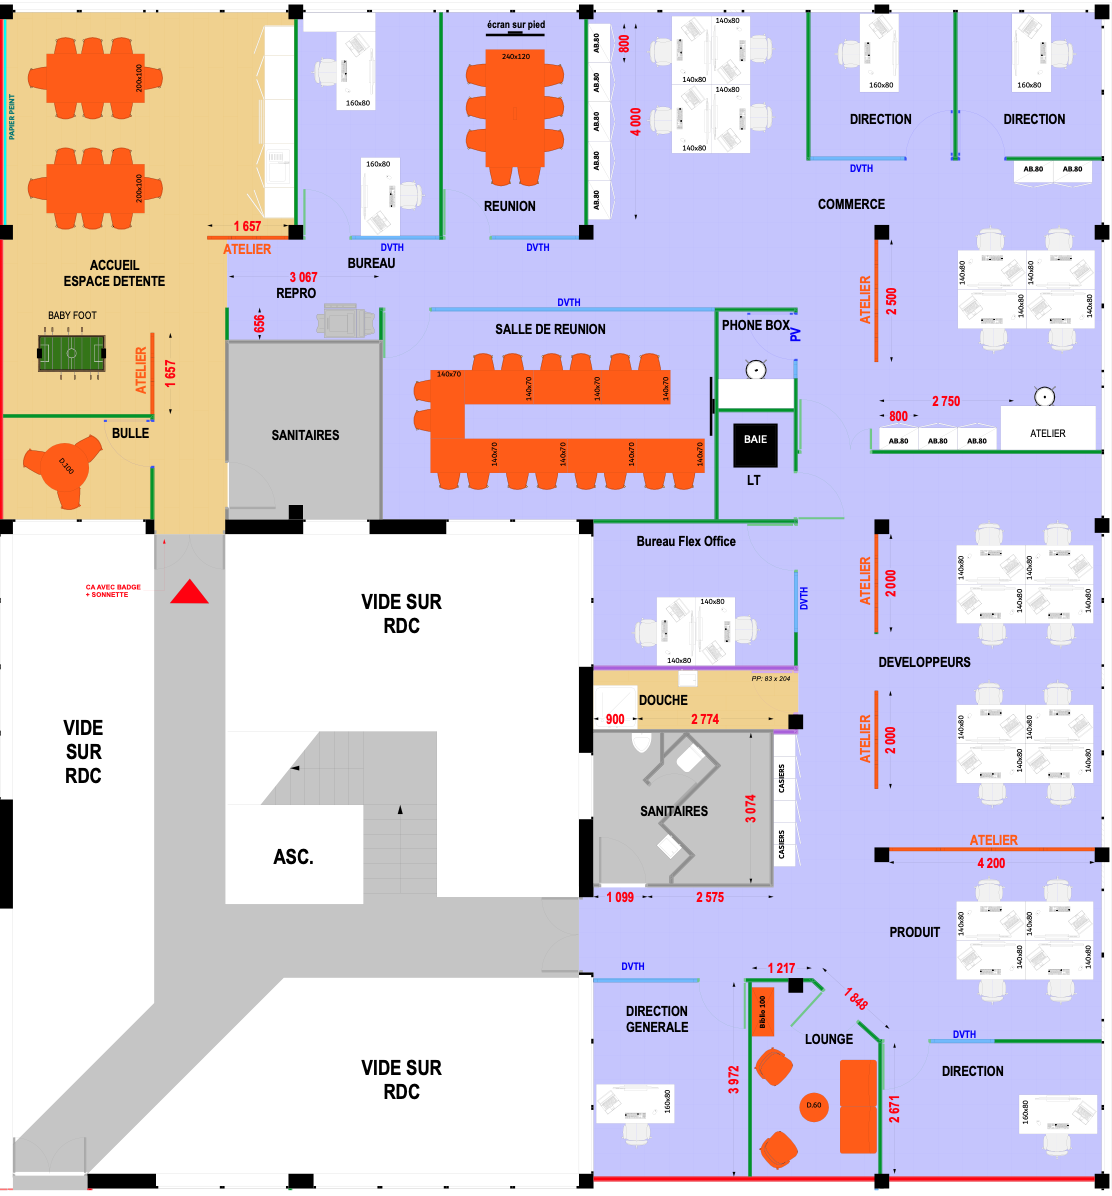 écran sur pied
240x120
AB.80
AB.80
AB.80
AB.80
AB.80
800
4 000
140x80
140x80
140x80
140x80
140x80
140x80
140x80
140x80
160x80
160x80
160x80
160x80
PAPIER PEINT
200x100
200x100
DIRECTION
DIRECTION
DVTH
AB.80
AB.80
REUNION
COMMERCE
1 657
ATELIER
DVTH
DVTH
BUREAU
ACCUEIL
ESPACE DETENTE
3 067
REPRO
656
BABY FOOT
ATELIER
1 657
DVTH
SALLE DE REUNION
PHONE BOX
PV
ATELIER
2 500
140x80
140x80
140x80
140x80
140x70
140x70
140x70
140x70
2 750
800
AB.80
AB.80
AB.80
ATELIER
BULLE
D.100
SANITAIRES
140x70
140x70
140x70
140x70
BAIE
LT
Bureau Flex Office
140x80
140x80
DVTH
ATELIER
2 000
140x80
140x80
140x80
140x80
CA AVEC BADGE
+ SONNETTE
VIDE SUR
RDC
DEVELOPPEURS
PP: 83 x 204
DOUCHE
900
2 774
ATELIER
2 000
140x80
140x80
140x80
140x80
VIDE
SUR
RDC
CASIERS
CASIERS
SANITAIRES
3 074
ASC.
1 099
2 575
ATELIER
4 200
PRODUIT
140x80
140x80
140x80
140x80
DVTH
1 217
1 848
DIRECTION
GENERALE
Biblio 100
LOUNGE
DVTH
VIDE SUR
RDC
DIRECTION
3 972
2 671
D.60
160x80
160x80